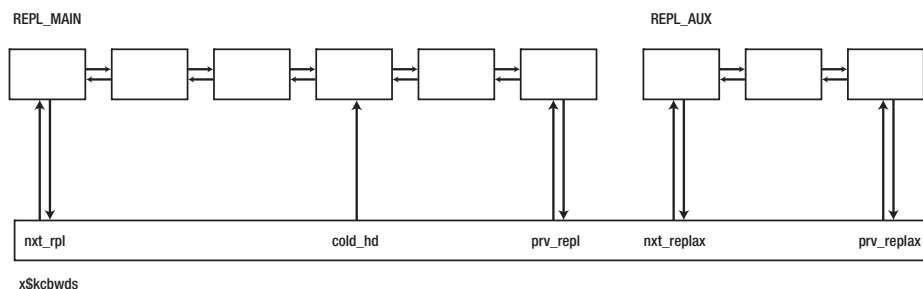 REPL_MAIN REPL_AUX
nxt_rpl cold_hd prv_repl nxt_replax prv_replax
x$kcbwds